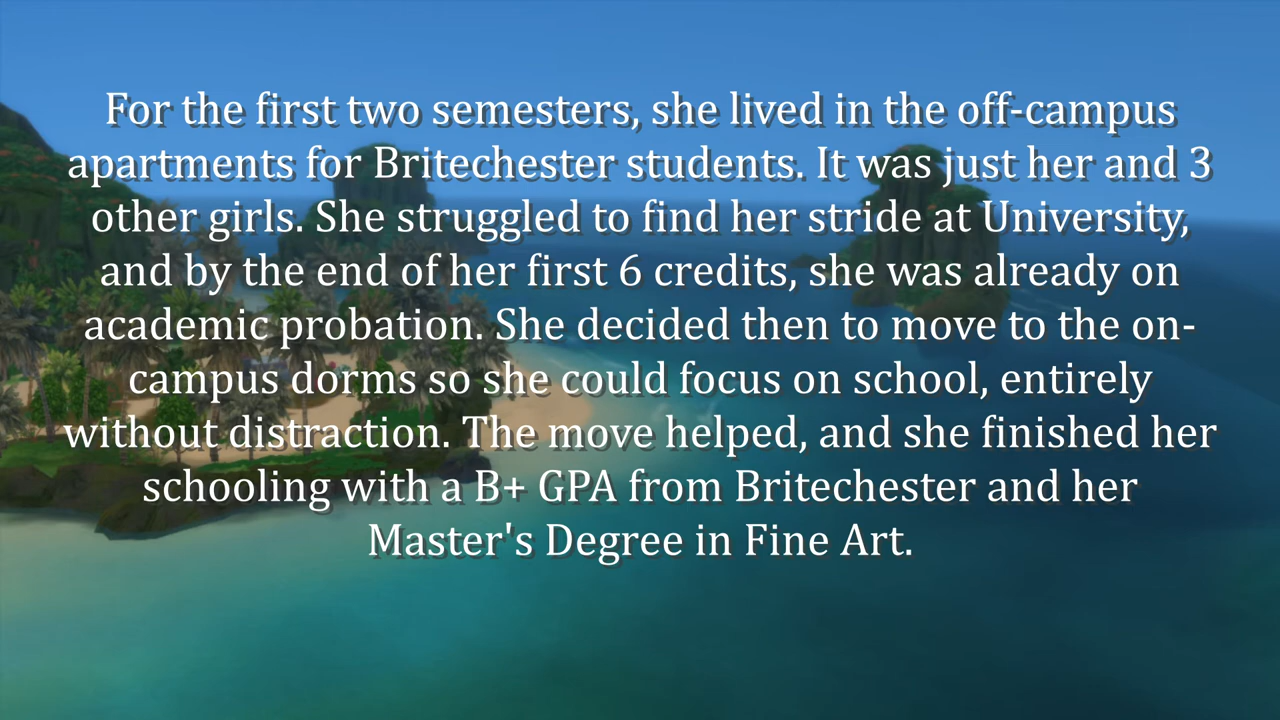 For the first two semesters, she lived in the off-campus
apartments for Britechester students. It was just her and 3
other girls. She struggled to find her stride at University,
and by the end of her first 6 credits, she was already on
academic probation. She decided then to move to the on-
campus dorms so she could focus on school, entirely
without distraction. The move helped, and she finished her
schooling with a B+ GPA from Britechester and her
Master's Degree in Fine Art.